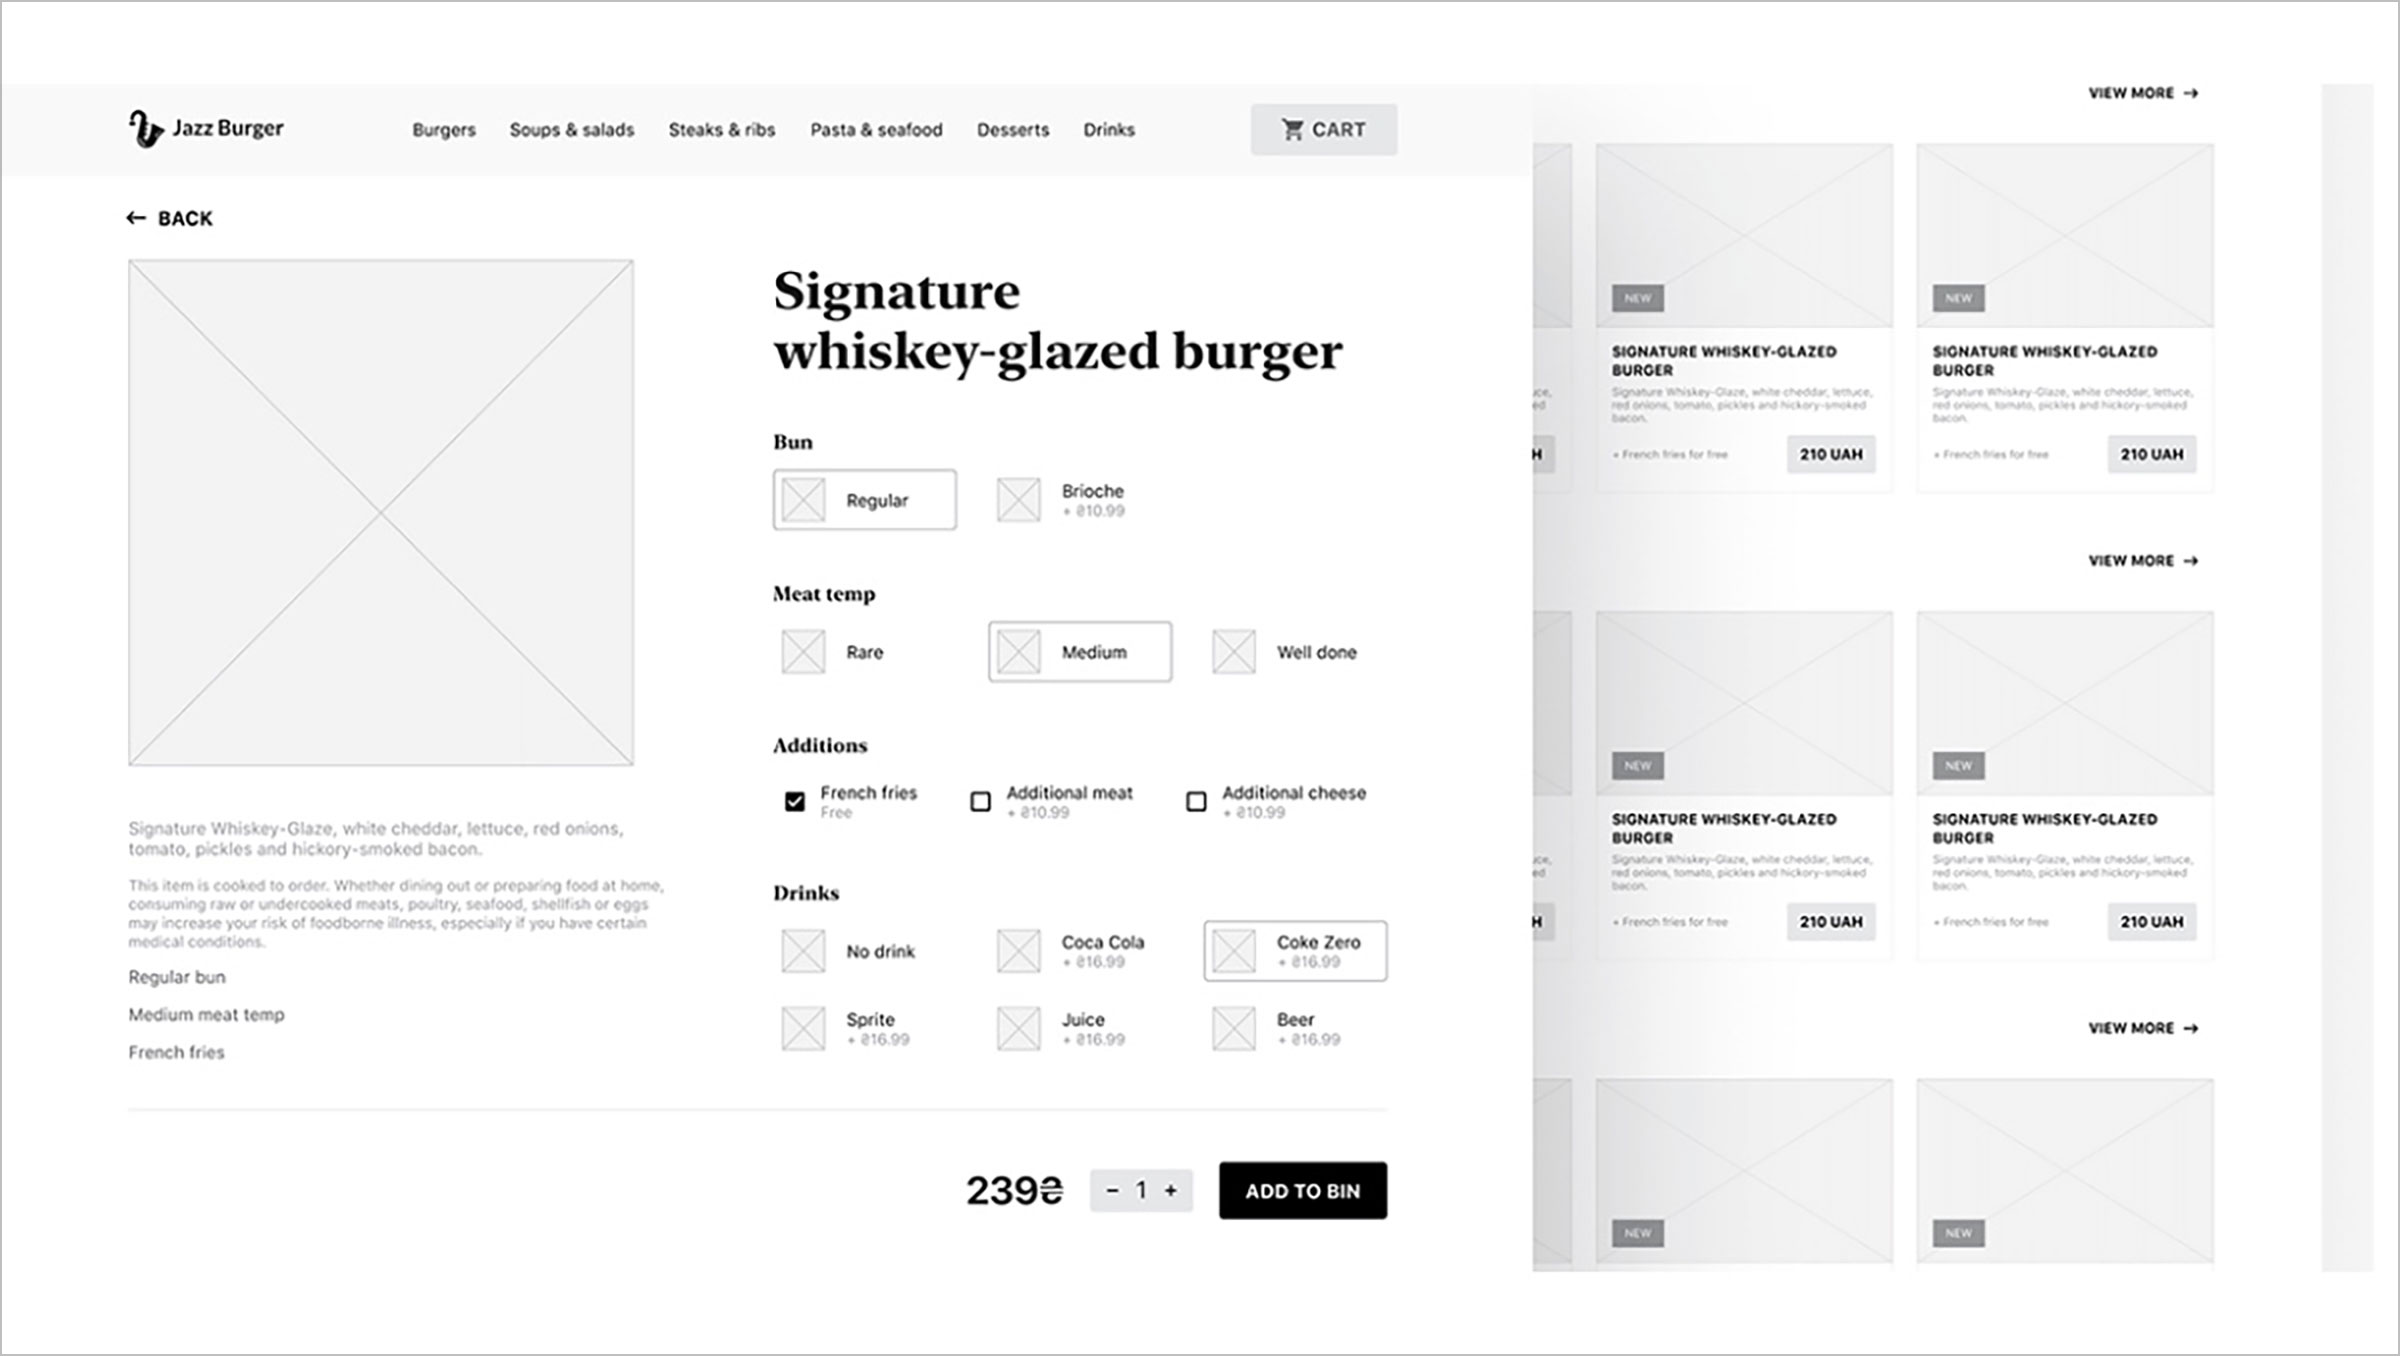 Jazz Burger
Burgers
Soups & salads
Steaks & ribs
Pasta & seafood
Desserts
Drinks
CART
← BACK
Signature
whiskey-glazed burger
Bun
Regular
Brioche
+ ₴10.99
Meat temp
Rare
Medium
Well done
Additions
French fries
Free
Additional meat
+ ₴10.99
Additional cheese
+ ₴10.99
Drinks
No drink
Coca Cola
+ ₴16.99
Coke Zero
+ ₴16.99
Sprite
+ ₴16.99
Juice
+ ₴16.99
Beer
+ ₴16.99
Signature Whiskey-Glaze, white cheddar, lettuce, red onions,
tomato, pickles and hickory-smoked bacon.
This item is cooked to order. Whether dining out or preparing food at home,
consuming raw or undercooked meats, poultry, seafood, shellfish or eggs
may increase your risk of foodborne illness, especially if you have certain
medical conditions.
Regular bun
Medium meat temp
French fries
239₴
− 1 +
ADD TO BIN
VIEW MORE →
NEW
SIGNATURE WHISKEY-GLAZED
BURGER
Signature Whiskey-Glaze, white cheddar, lettuce,
red onions, tomato, pickles and hickory-smoked
bacon.
+ French fries for free
210 UAH
NEW
SIGNATURE WHISKEY-GLAZED
BURGER
Signature Whiskey-Glaze, white cheddar, lettuce,
red onions, tomato, pickles and hickory-smoked
bacon.
+ French fries for free
210 UAH
VIEW MORE →
NEW
SIGNATURE WHISKEY-GLAZED
BURGER
Signature Whiskey-Glaze, white cheddar, lettuce,
red onions, tomato, pickles and hickory-smoked
bacon.
+ French fries for free
210 UAH
NEW
SIGNATURE WHISKEY-GLAZED
BURGER
Signature Whiskey-Glaze, white cheddar, lettuce,
red onions, tomato, pickles and hickory-smoked
bacon.
+ French fries for free
210 UAH
VIEW MORE →
NEW
NEW